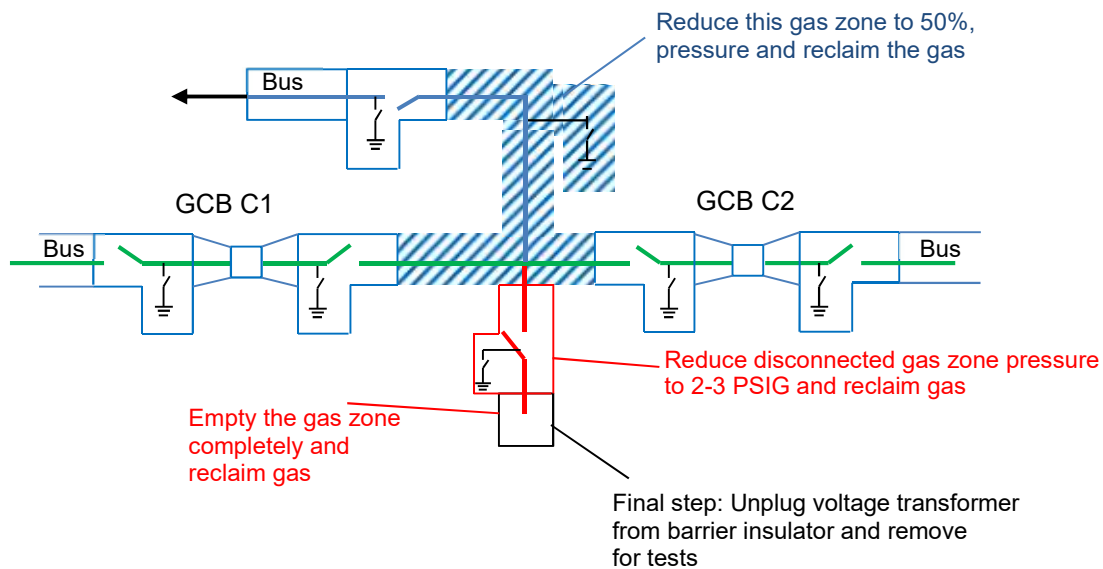 Reduce this gas zone to 50%,
pressure and reclaim the gas
Bus
GCB C1
GCB C2
Bus
Bus
Reduce disconnected gas zone pressure
to 2-3 PSIG and reclaim gas
Empty the gas zone
completely and
reclaim gas
Final step: Unplug voltage transformer
from barrier insulator and remove
for tests